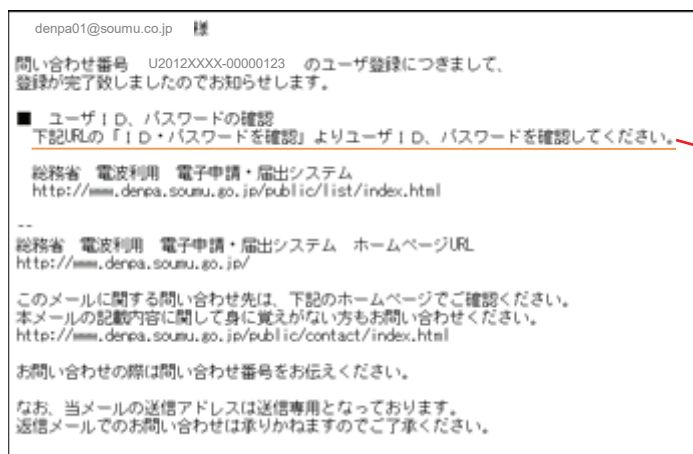 denpa01@soumu.co.jp 様
問い合わせ番号 U2012XXXX-00000123 のユーザ登録につきまして、
登録が完了致しましたのでお知らせします。
■ ユーザID、パスワードの確認
下記URLの「ID・パスワードを確認」よりユーザID、パスワードを確認してください。
総務省 電波利用 電子申請・届出システム
http://www.denpa.soumu.go.jp/public/list/index.html
--
総務省 電波利用 電子申請・届出システム ホームページURL
http://www.denpa.soumu.go.jp/
このメールに関する問い合わせ先は、下記のホームページでご確認ください。
本メールの記載内容に関して身に覚えがない方もお問い合わせください。
http://www.denpa.soumu.go.jp/public/contact/index.html
お問い合わせの際は問い合わせ番号をお伝えください。
なお、当メールの送信アドレスは送信専用となっております。
返信メールでのお問い合わせは承りかねますのでご了承ください。